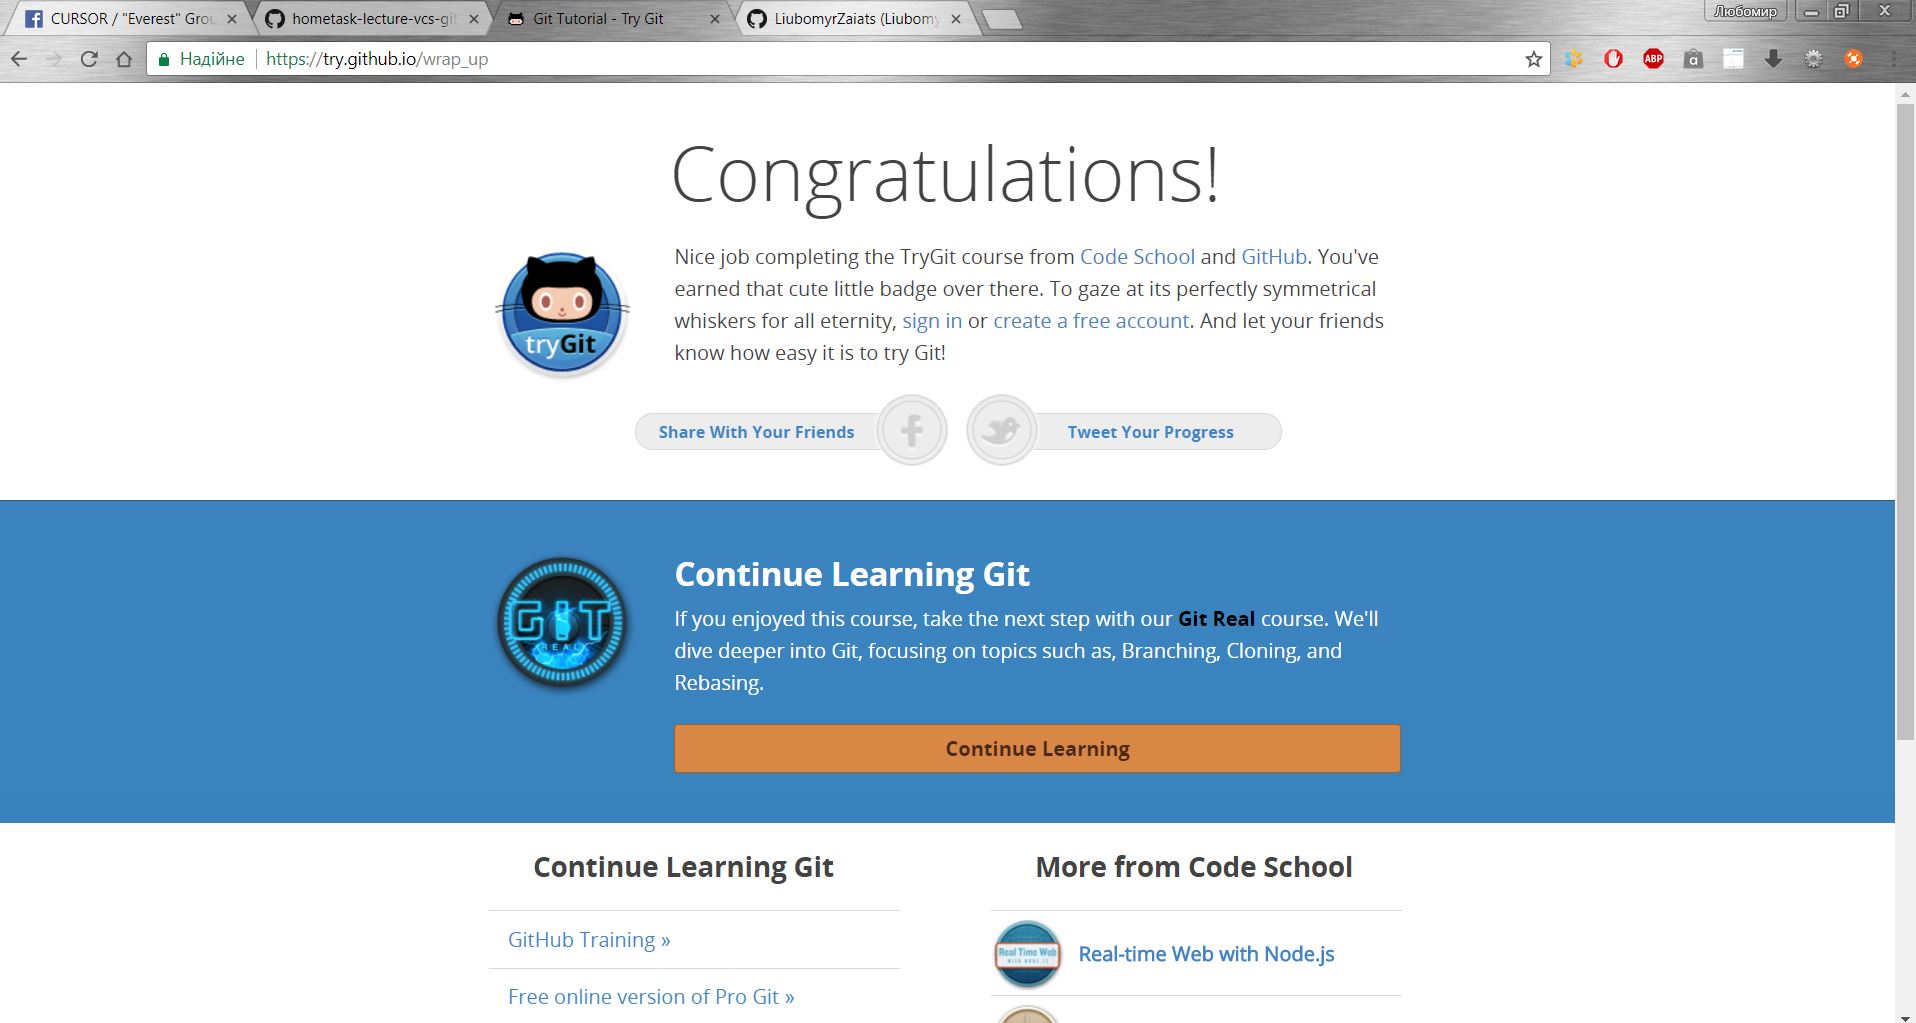 CURSOR / "Everest" Grou
hometask-lecture-vcs-git
Git Tutorial - Try Git
LiubomyrZaiats (Liubomy
Любомир
Надійне
https://try.github.io/wrap_up
ABP
a
Congratulations!
Nice job completing the TryGit course from Code School and GitHub. You've
earned that cute little badge over there. To gaze at its perfectly symmetrical
whiskers for all eternity, sign in or create a free account. And let your friends
know how easy it is to try Git!
tryGit
Share With Your Friends
Tweet Your Progress
GIT
REAL
Continue Learning Git
If you enjoyed this course, take the next step with our Git Real course. We'll
dive deeper into Git, focusing on topics such as, Branching, Cloning, and
Rebasing.
Continue Learning
Continue Learning Git
GitHub Training »
Free online version of Pro Git »
More from Code School
Real Time Web
WITH NODE.JS
Real-time Web with Node.js